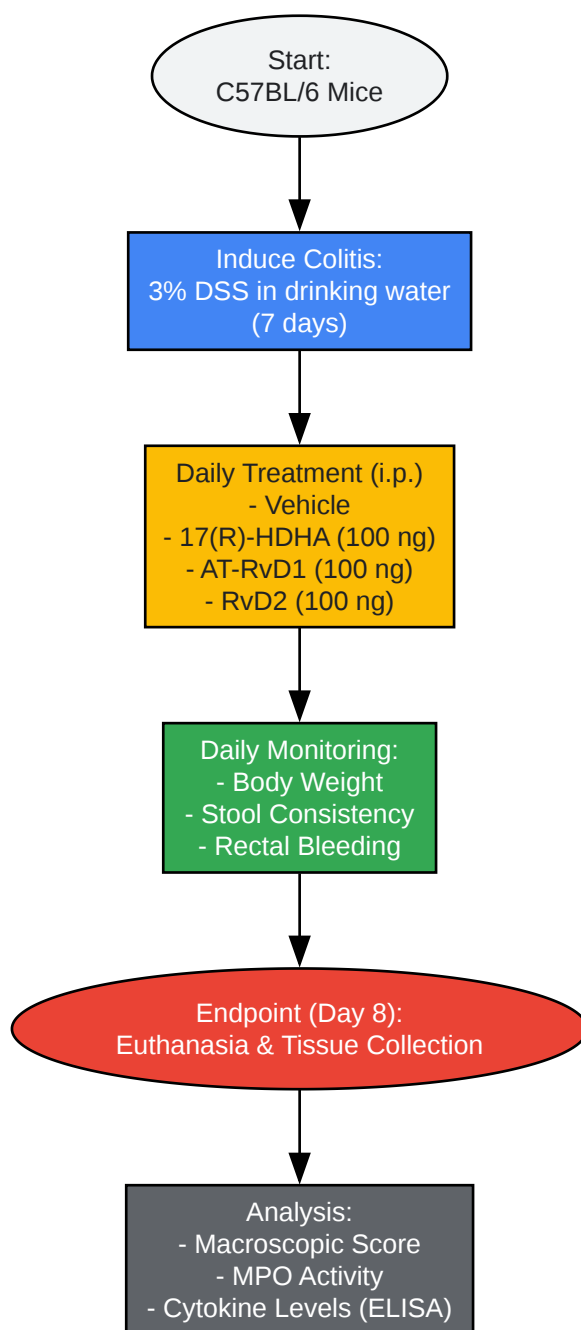 Start:
C57BL/6 Mice
Induce Colitis:
3% DSS in drinking water
(7 days)
Daily Treatment (i.p.)
- Vehicle
- 17(R)-HDHA (100 ng)
- AT-RvD1 (100 ng)
- RvD2 (100 ng)
Daily Monitoring:
- Body Weight
- Stool Consistency
- Rectal Bleeding
Endpoint (Day 8):
Euthanasia & Tissue Collection
Analysis:
- Macroscopic Score
- MPO Activity
- Cytokine Levels (ELISA)